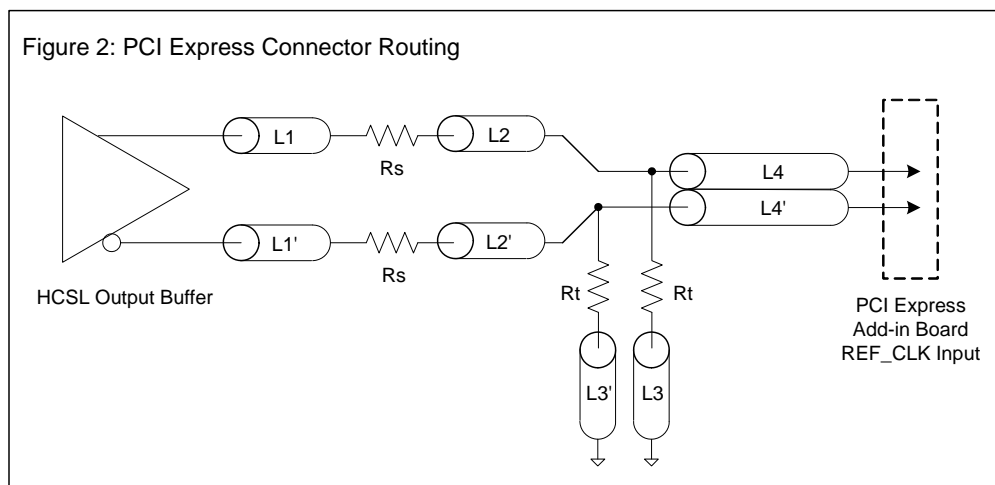 Figure 2: PCI Express Connector Routing
L1
Rs
L2
L4
L4'
L1'
Rs
L2'
HCSL Output Buffer
Rt
Rt
L3'
L3
PCI Express
Add-in Board
REF_CLK Input